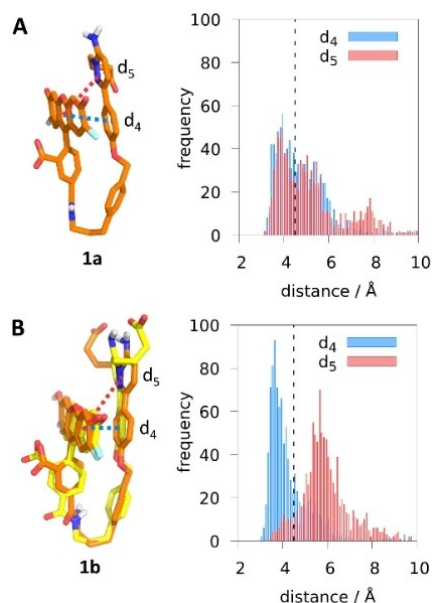 A
d₅
d₄
1a
100
80
60
40
20
0
frequency
d₄
d₅
2 4 6 8 10
distance / Å
B
d₅
d₄
1b
100
80
60
40
20
0
frequency
d₄
d₅
2 4 6 8 10
distance / Å